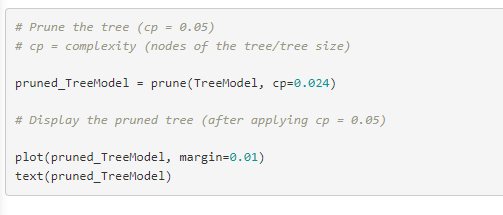 # Prune the tree (cp = 0.05)
# cp = complexity (nodes of the tree/tree size)
pruned_TreeModel = prune(TreeModel, cp=0.024)
# Display the pruned tree (after applying cp = 0.05)
plot(pruned_TreeModel, margin=0.01)
text(pruned_TreeModel)